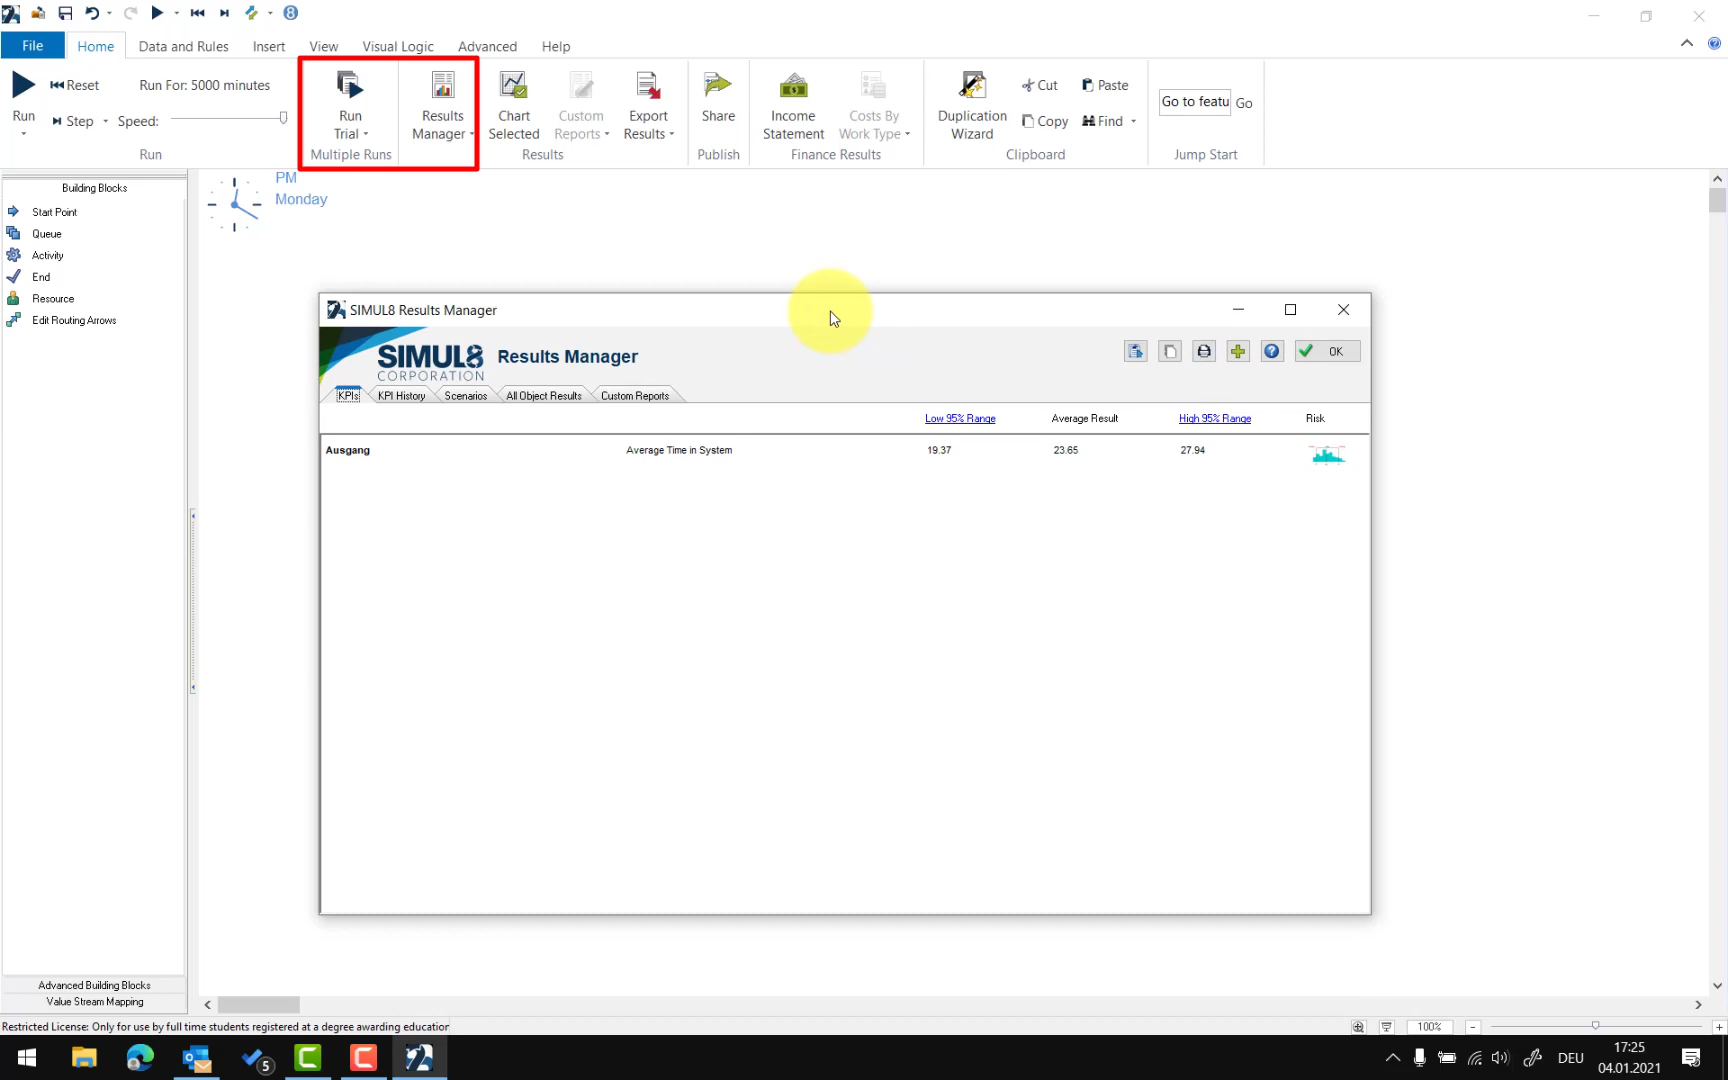 File Home Data and Rules Insert View Visual Logic Advanced Help
Run
Reset
Step
Run For: 5000 minutes
Speed:
Run
Run
Trial
Multiple Runs
Results
Manager
Chart
Selected
Custom
Reports
Export
Results
Results
Share
Publish
Income
Statement
Costs By
Work Type
Finance Results
Duplication
Wizard
Cut
Copy
Paste
Find
Clipboard
Go to featu Go
Jump Start
Building Blocks
Start Point
Queue
Activity
End
Resource
Edit Routing Arrows
PM
Monday
SIMUL8 Results Manager
SIMUL8
CORPORATION
Results Manager
OK
KPIs KPI History Scenarios All Object Results Custom Reports
Low 95% Range Average Result High 95% Range Risk
Ausgang Average Time in System 19.37 23.65 27.94
Advanced Building Blocks
Value Stream Mapping
Restricted License: Only for use by full time students registered at a degree awarding education
100%
5
DEU
17:25
04.01.2021